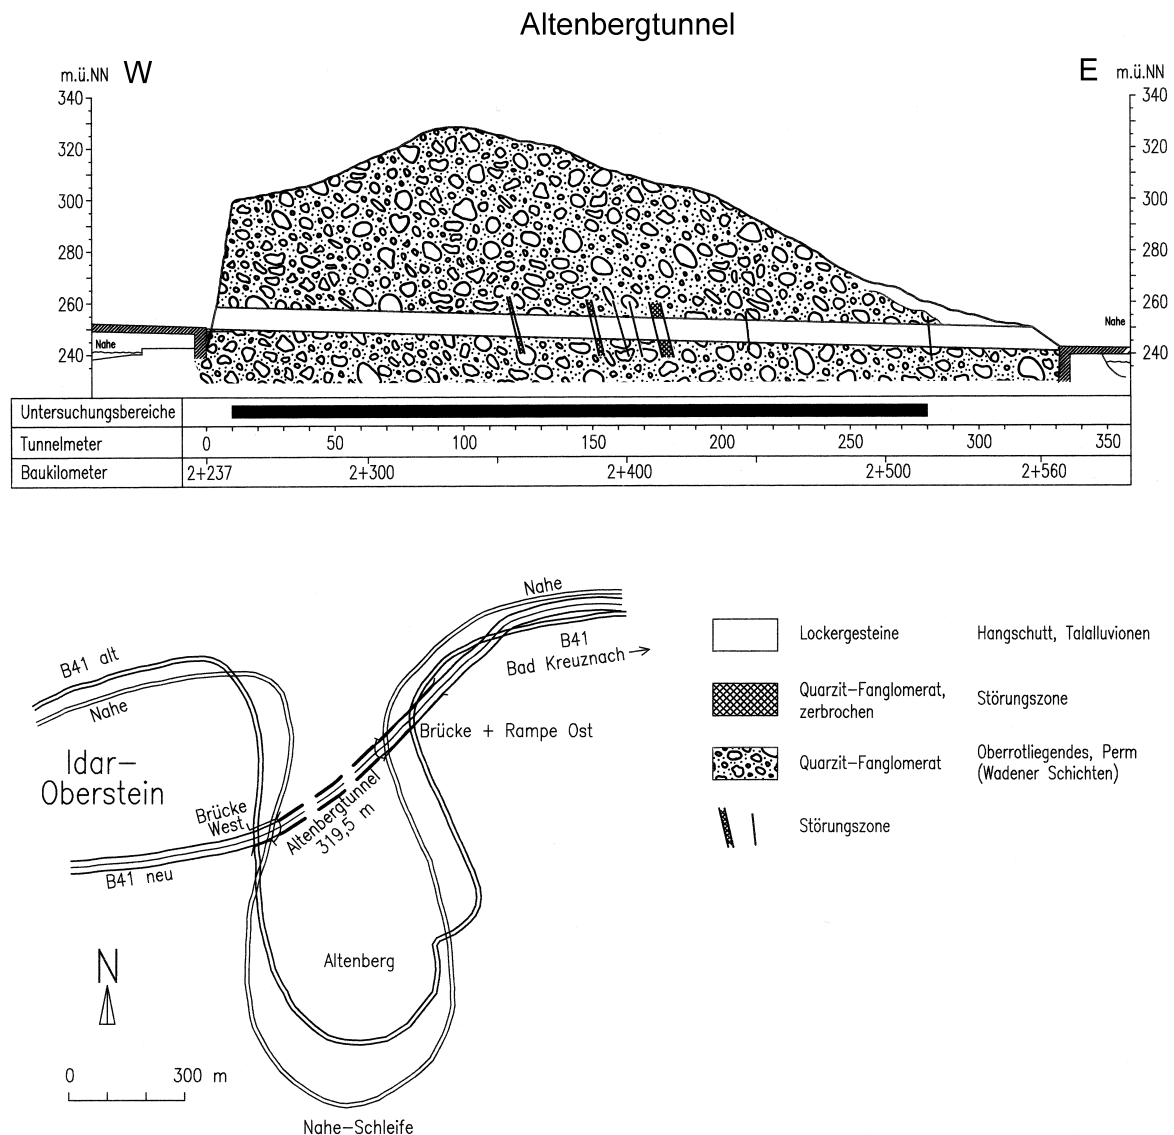 Altenbergtunnel
m.ü.NN W
E m.ü.NN
340
320
300
280
260
240
340
320
300
280
260
240
Nahe
Nahe
Untersuchungsbereiche
Tunnelmeter 0 50 100 150 200 250 300 350
Baukilometer 2+237 2+300 2+400 2+500 2+560
Nahe
B41
Bad Kreuznach
B41 alt
Nahe
Idar-
Oberstein
Brücke + Rampe Ost
Brücke
West
Altenbergtunnel
319,5 m
B41 neu
Altenberg
N
0 300 m
Nahe-Schleife
Lockergesteine Hangschutt, Talalluvionen
Quarzit-Fanglomerat,
zerbrochen
Störungszone
Quarzit-Fanglomerat
Oberrotliegendes, Perm
(Wadener Schichten)
Störungszone